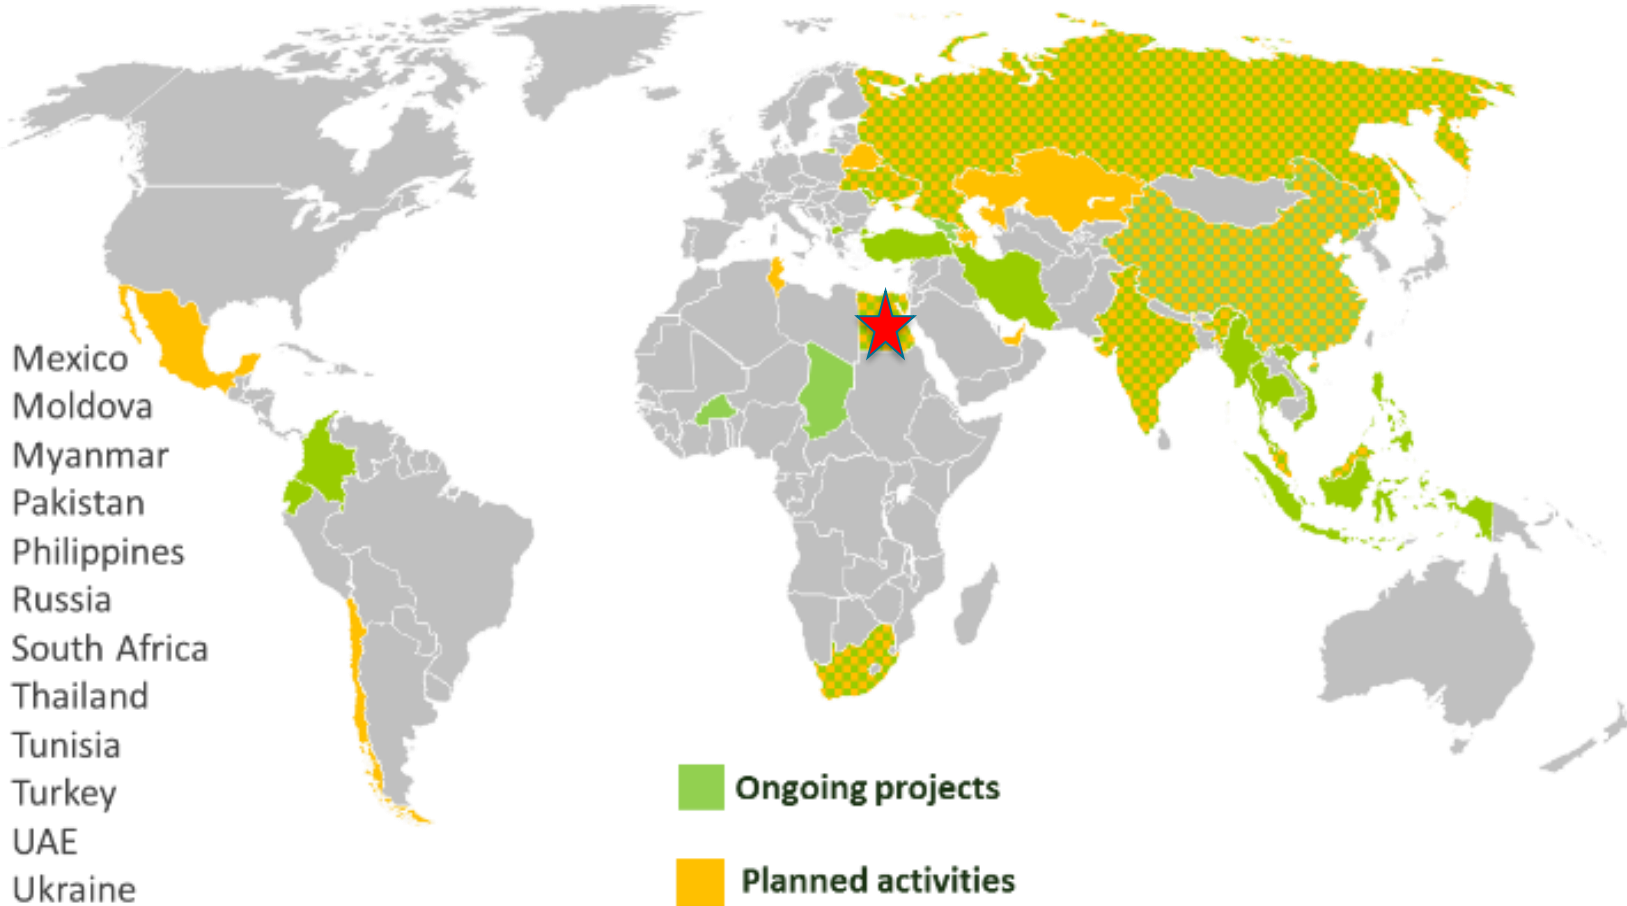 Mexico
Moldova
Myanmar
Pakistan
Philippines
Russia
South Africa
Thailand
Tunisia
Turkey
UAE
Ukraine
Ongoing projects
Planned activities